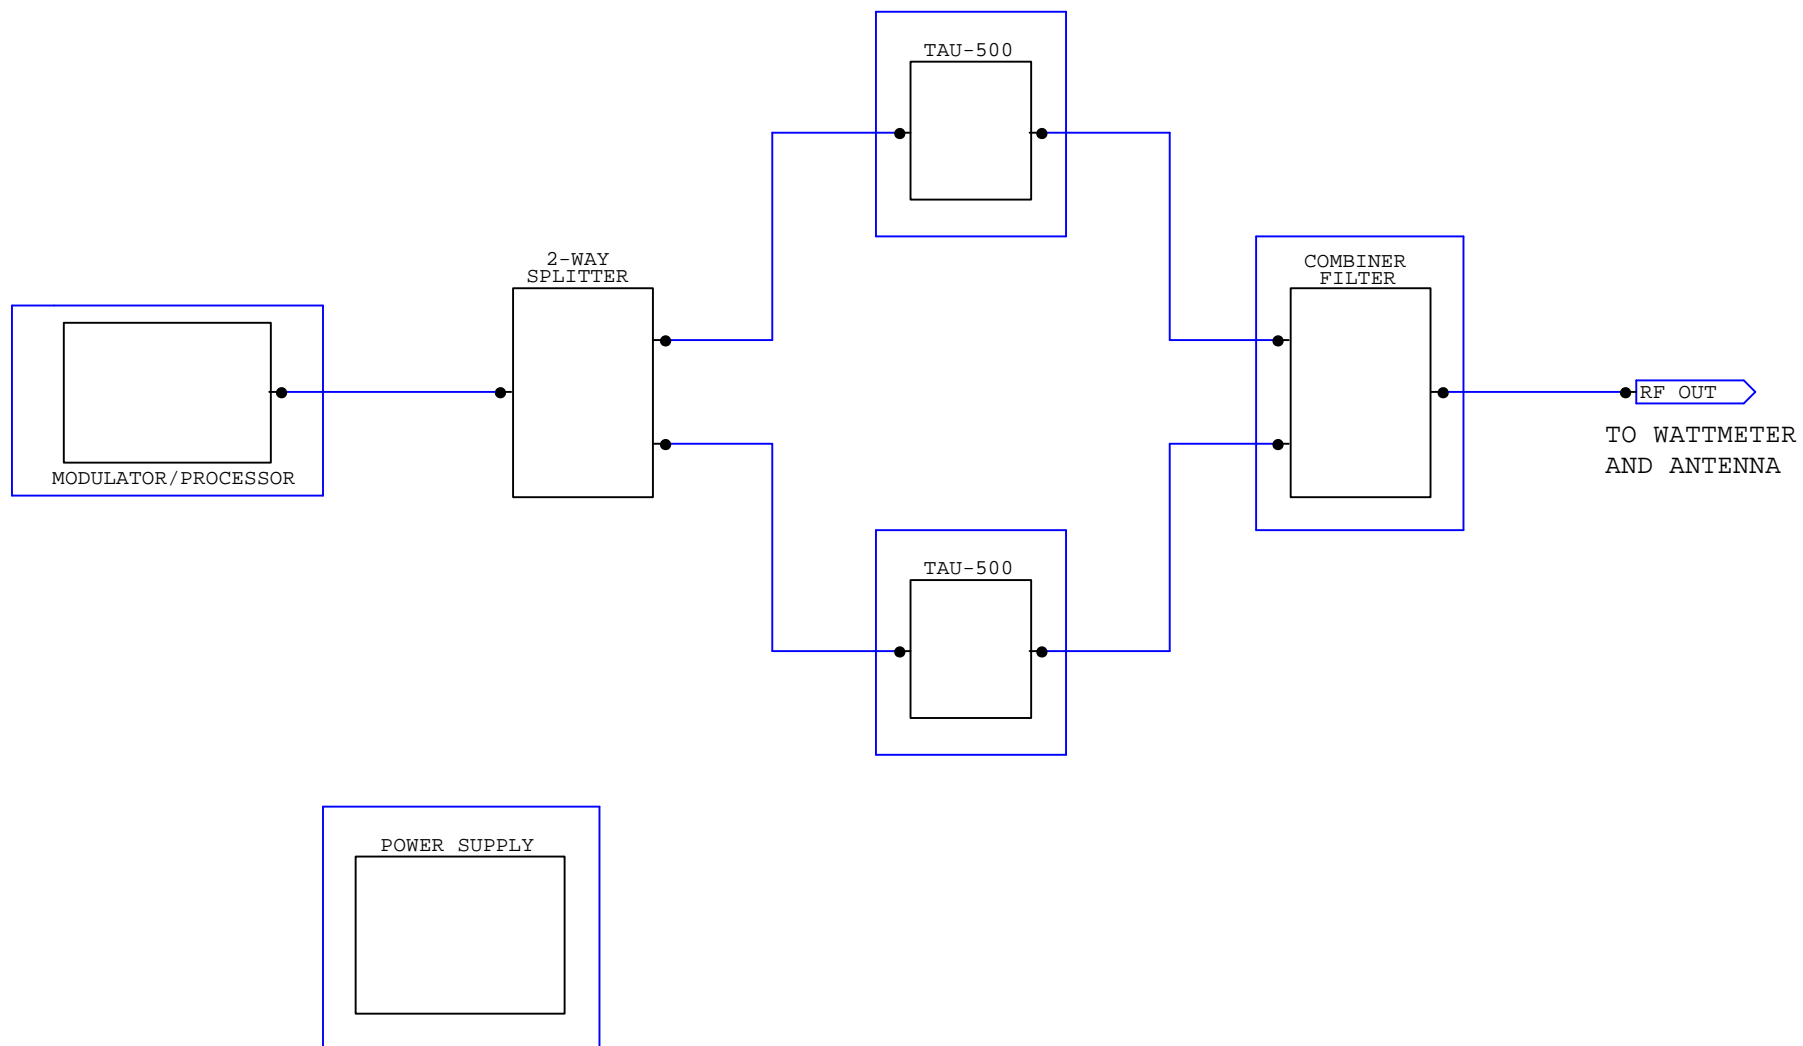 TAU-500
2-WAY
SPLITTER
COMBINER
FILTER
MODULATOR/PROCESSOR
RF OUT
TO WATTMETER
AND ANTENNA
TAU-500
POWER SUPPLY